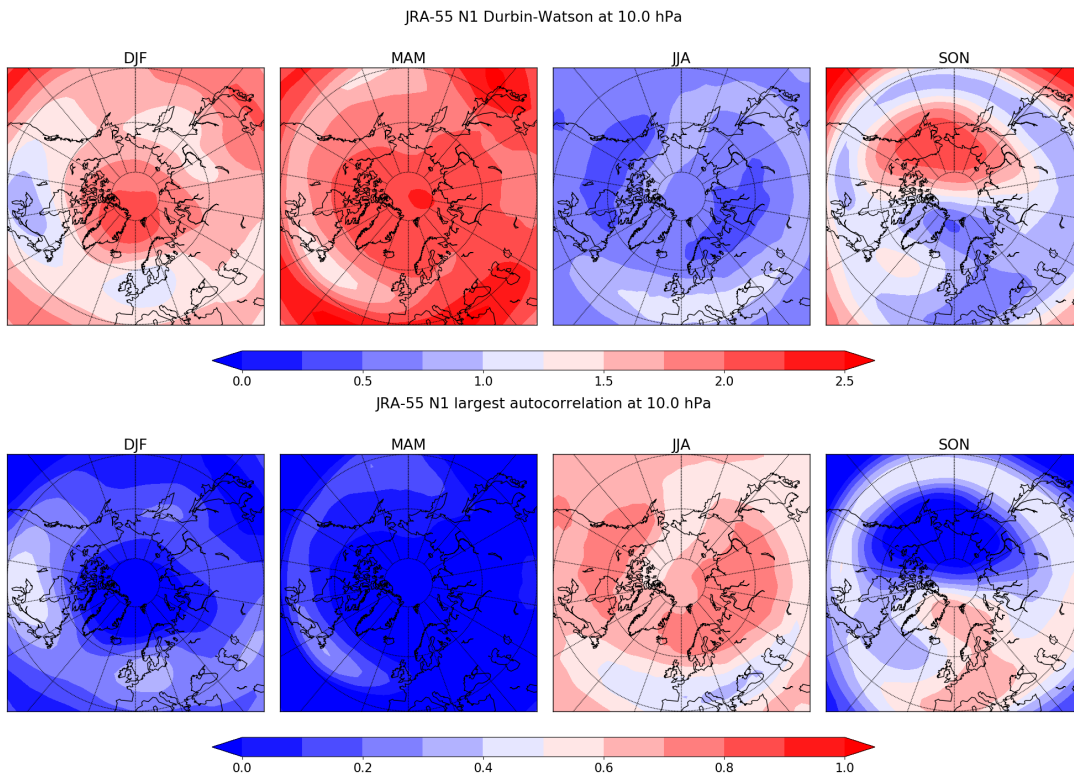 JRA-55 N1 Durbin-Watson at 10.0 hPa
DJF MAM JJA SON
0.0 0.5 1.0 1.5 2.0 2.5
JRA-55 N1 largest autocorrelation at 10.0 hPa
DJF MAM JJA SON
0.0 0.2 0.4 0.6 0.8 1.0